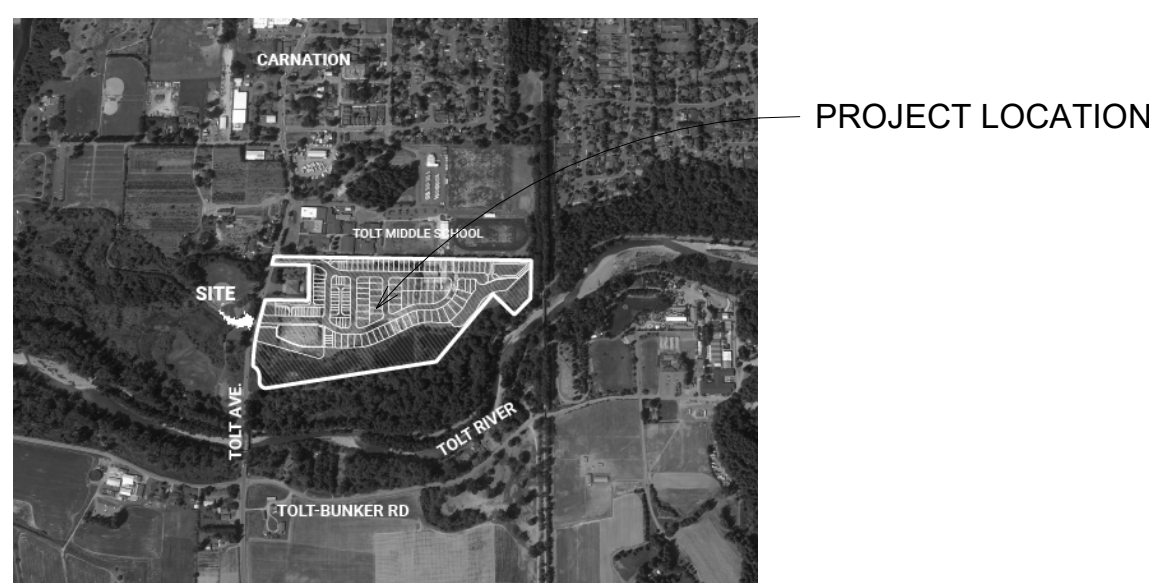 CARNATION
PROJECT LOCATION
TOLT MIDDLE SCHOOL
SITE
TOLT AVE.
TOLT RIVER
TOLT-BUNKER RD